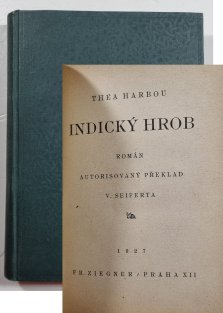 THEA HARBOU
INDICKÝ HROB
ROMÁN
AUTORISOVANÝ PŘEKLAD
V. SEIFERTA
1927
FR. ZIEGNER / PRAHA XII